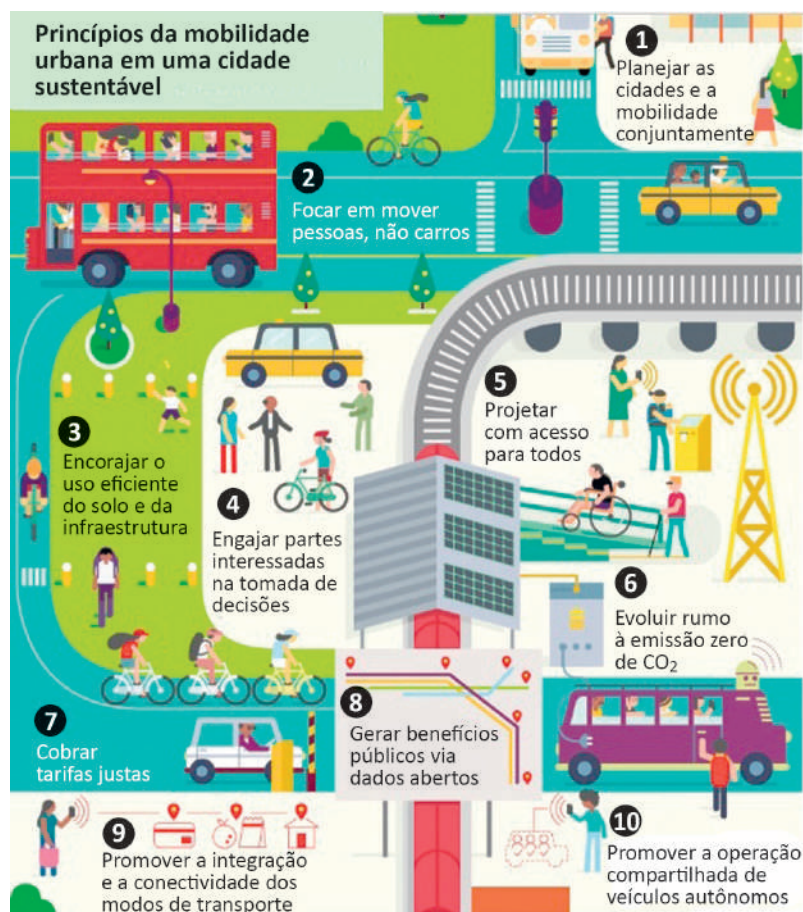 Princípios da mobilidade
urbana em uma cidade
sustentável
1
Planejar as
cidades e a
mobilidade
conjuntamente
2
Focar em mover
pessoas, não carros
3
Encorajar o
uso eficiente
do solo e da
infraestrutura
4
Engajar partes
interessadas
na tomada de
decisões
5
Projetar
com acesso
para todos
6
Evoluir rumo
à emissão zero
de CO₂
7
Cobrar
tarifas justas
8
Gerar benefícios
públicos via
dados abertos
9
Promover a integração
e a conectividade dos
modos de transporte
10
Promover a operação
compartilhada de
veículos autônomos